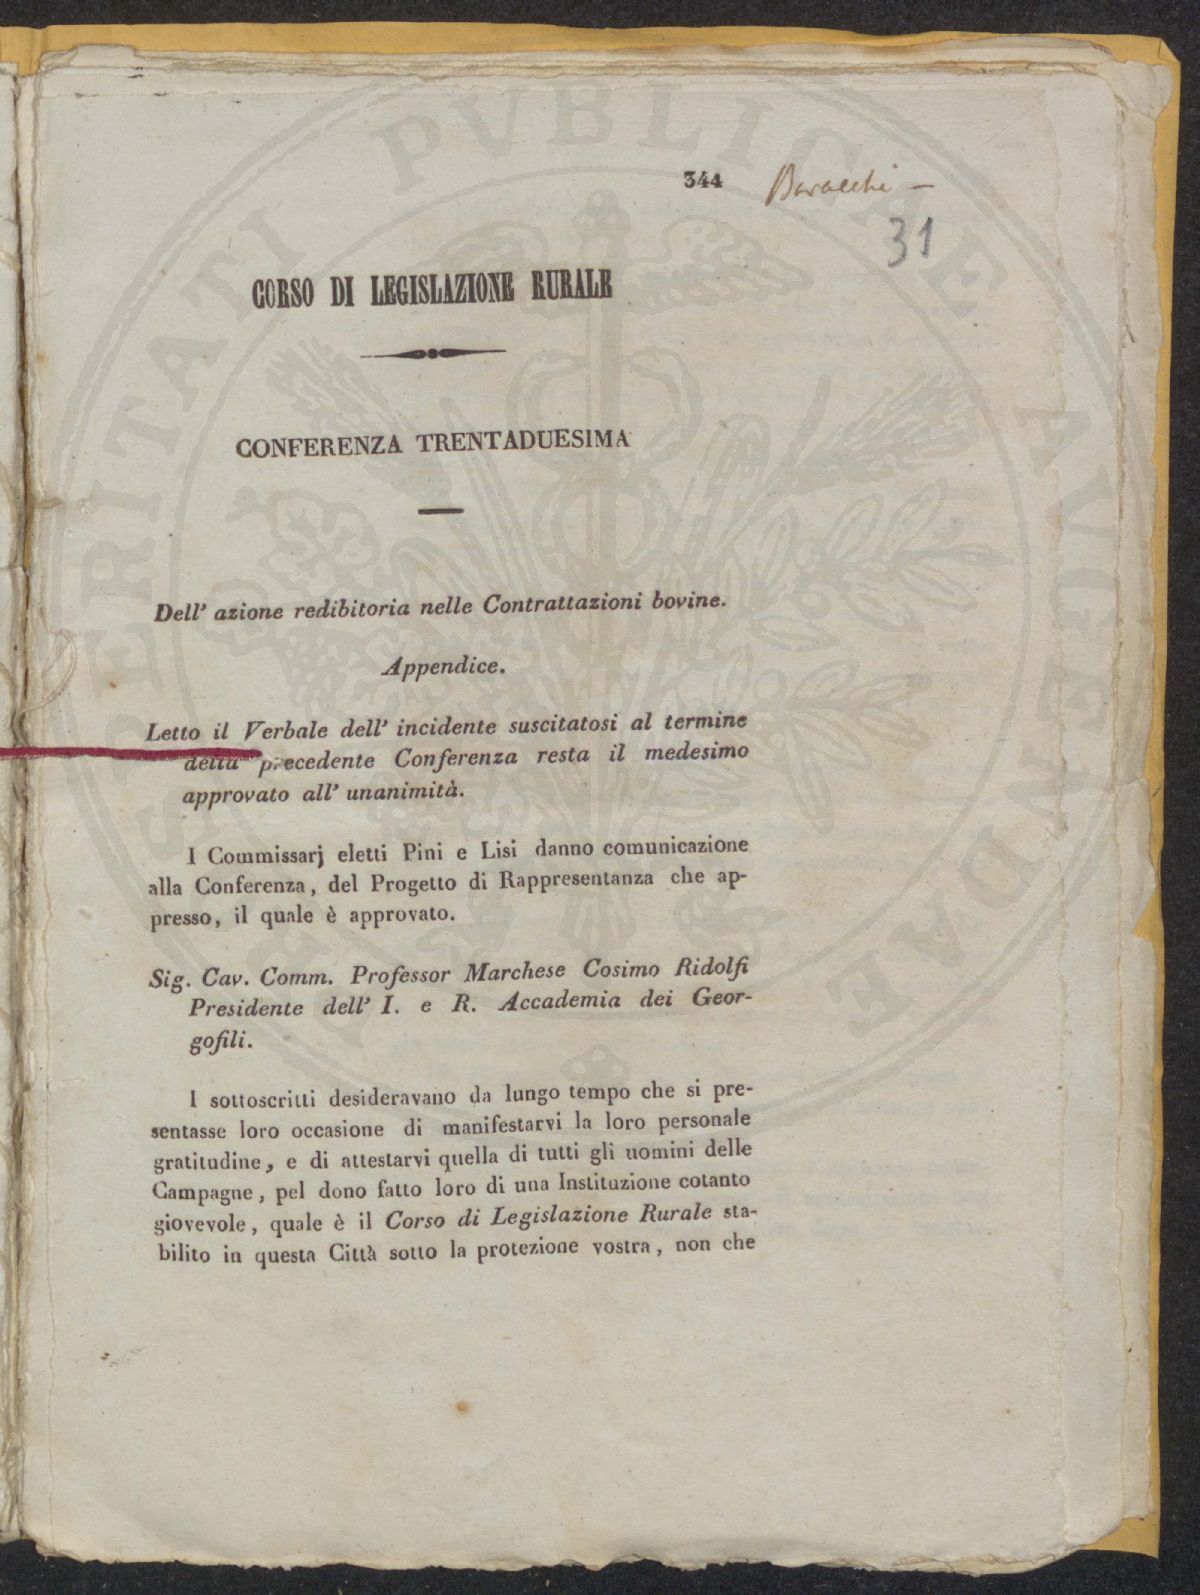 344
Baracchi –
31
CORSO DI LEGISLAZIONE RURALE
CONFERENZA TRENTADUESIMA
Dell' azione redibitoria nelle Contrattazioni bovine.
Appendice.
Letto il Verbale dell' incidente suscitatosi al termine
della precedente Conferenza resta il medesimo
approvato all' unanimità.
I Commissarj eletti Pini e Lisi danno comunicazione
alla Conferenza, del Progetto di Rappresentanza che ap-
presso, il quale è approvato.
Sig. Cav. Comm. Professor Marchese Cosimo Ridolfi
Presidente dell' I. e R. Accademia dei Geor-
gofili.
I sottoscritti desideravano da lungo tempo che si pre-
sentasse loro occasione di manifestarvi la loro personale
gratitudine, e di attestarvi quella di tutti gli uomini delle
Campagne, pel dono fatto loro di una Instituzione cotanto
giovevole, quale è il Corso di Legislazione Rurale sta-
bilito in questa Città sotto la protezione vostra, non che
PROSPERITATI PVBLICAE AVGENDAE